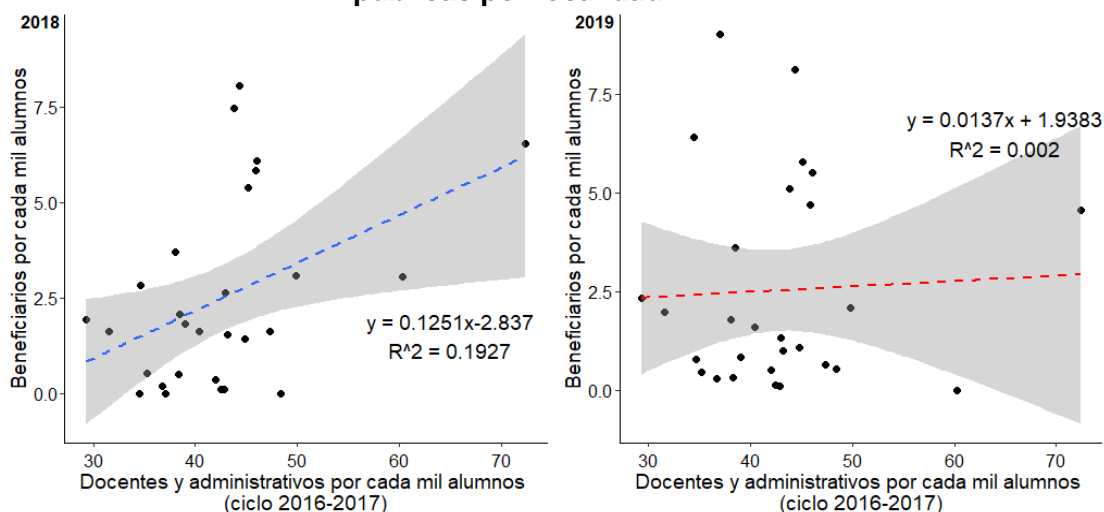 2018
7.5
5.0
2.5
0.0
Beneficiarios por cada mil alumnos
y = 0.1251x-2.837
R^2 = 0.1927
30 40 50 60 70
Docentes y administrativos por cada mil alumnos
(ciclo 2016-2017)
2019
7.5
5.0
2.5
0.0
Beneficiarios por cada mil alumnos
y = 0.0137x + 1.9383
R^2 = 0.002
30 40 50 60 70
Docentes y administrativos por cada mil alumnos
(ciclo 2016-2017)